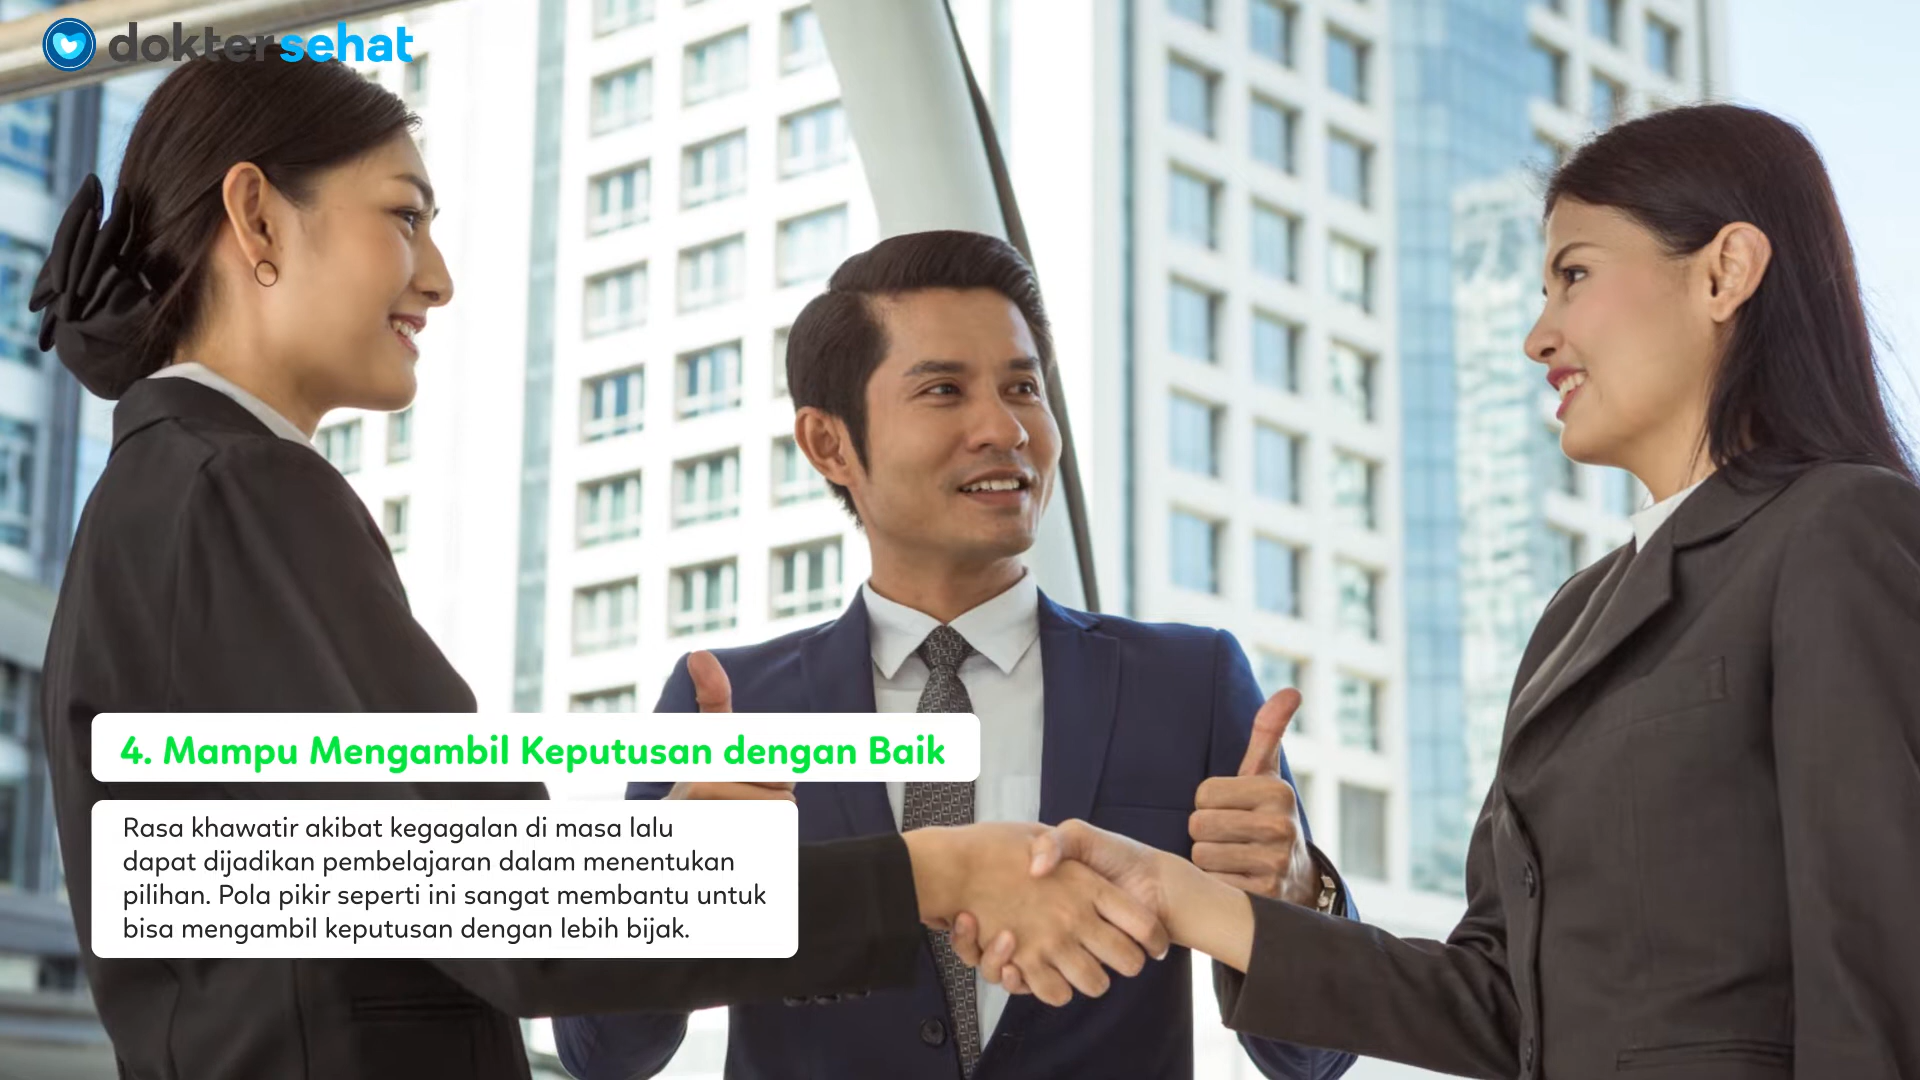 doktersehat
4. Mampu Mengambil Keputusan dengan Baik
Rasa khawatir akibat kegagalan di masa lalu
dapat dijadikan pembelajaran dalam menentukan
pilihan. Pola pikir seperti ini sangat membantu untuk
bisa mengambil keputusan dengan lebih bijak.